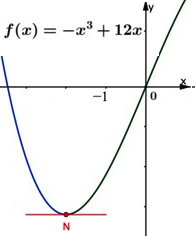 y
f(x) = −x³ + 12x
x
−1 0
N